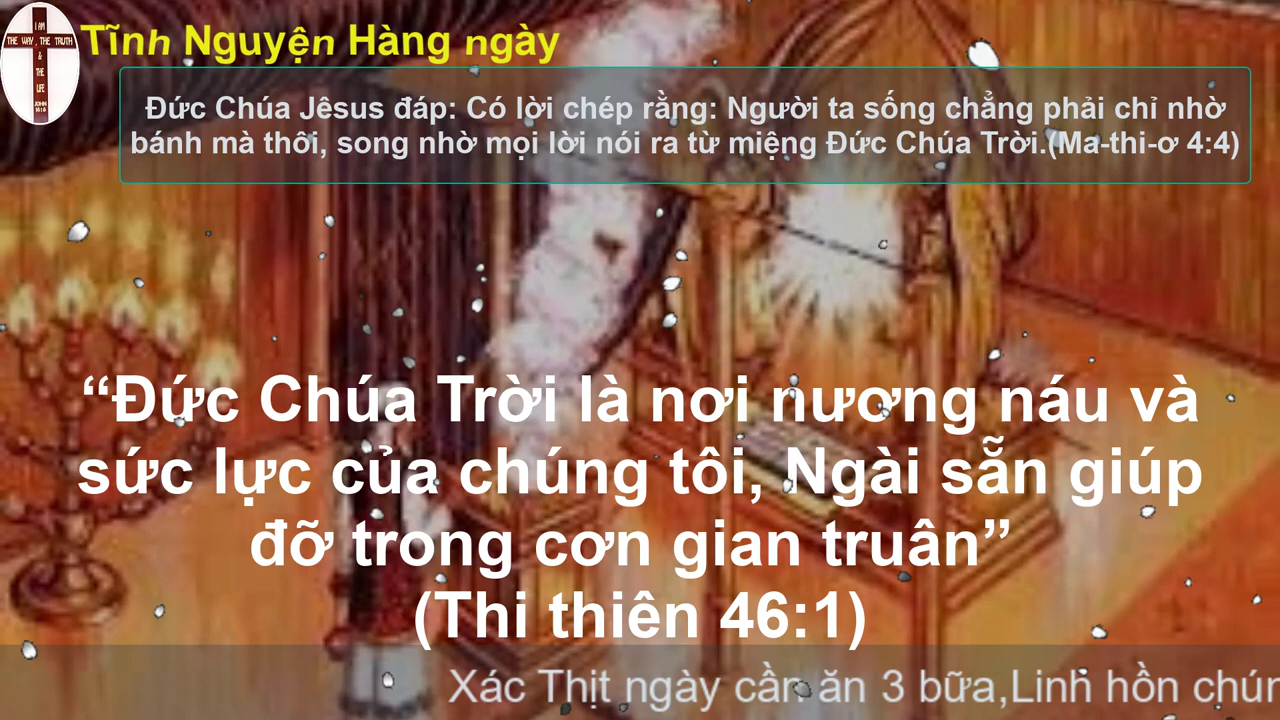 I AM
THE WAY, THE TRUTH
&
THE
LIFE
JOHN
Tĩnh Nguyện Hàng ngày
Đức Chúa Jêsus đáp: Có lời chép rằng: Người ta sống chẳng phải chỉ nhờ
bánh mà thôi, song nhờ mọi lời nói ra từ miệng Đức Chúa Trời.(Ma-thi-ơ 4:4)
“Đức Chúa Trời là nơi nương náu và
sức lực của chúng tôi, Ngài sẵn giúp
đỡ trong cơn gian truân”
(Thi thiên 46:1)
Xác Thịt ngày cần ăn 3 bữa,Linh hồn